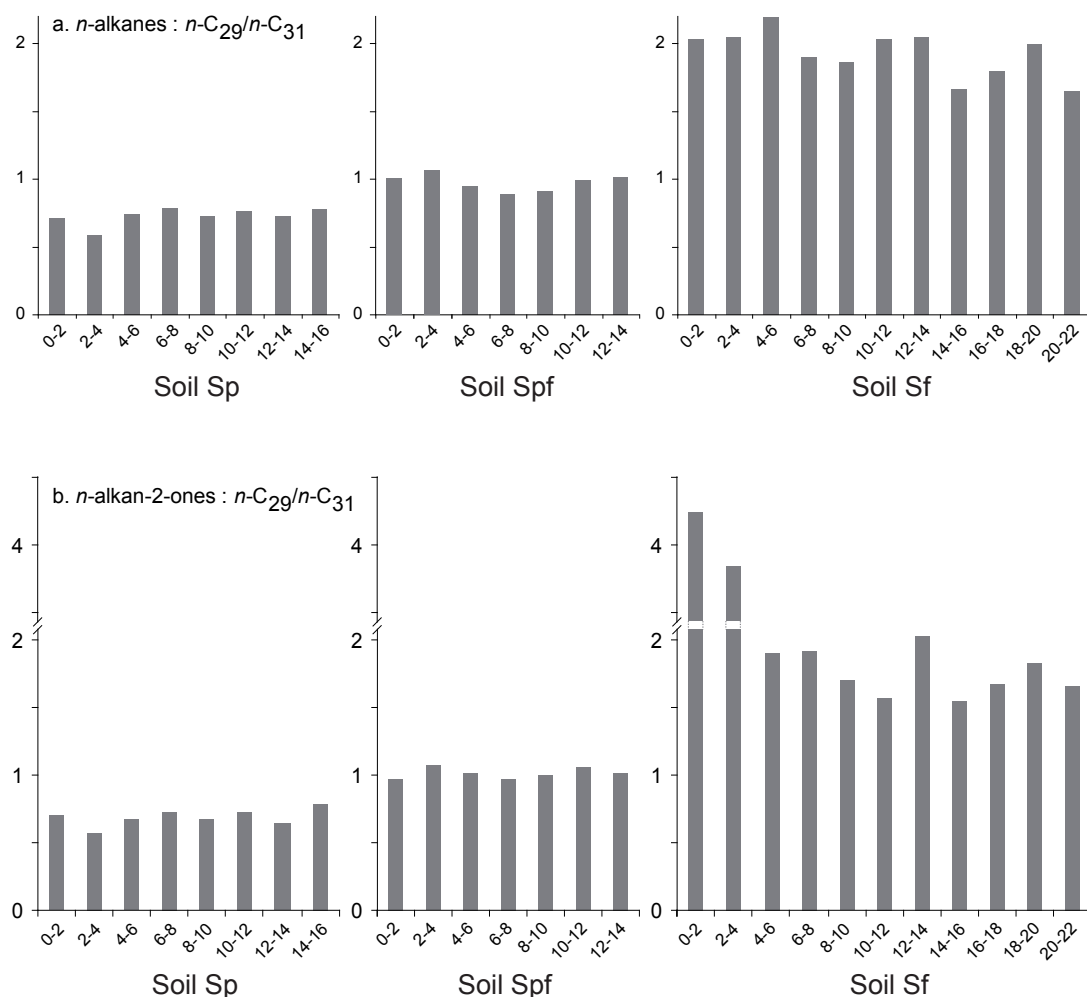 a. n-alkanes : n-C29/n-C31
2
1
0
0-2 2-4 4-6 6-8 8-10 10-12 12-14 14-16
Soil Sp
2
1
0
0-2 2-4 4-6 6-8 8-10 10-12 12-14
Soil Spf
2
1
0
0-2 2-4 4-6 6-8 8-10 10-12 12-14 14-16 16-18 18-20 20-22
Soil Sf
b. n-alkan-2-ones : n-C29/n-C31
4
2
1
0
0-2 2-4 4-6 6-8 8-10 10-12 12-14 14-16
Soil Sp
4
2
1
0
0-2 2-4 4-6 6-8 8-10 10-12 12-14
Soil Spf
4
2
1
0
0-2 2-4 4-6 6-8 8-10 10-12 12-14 14-16 16-18 18-20 20-22
Soil Sf